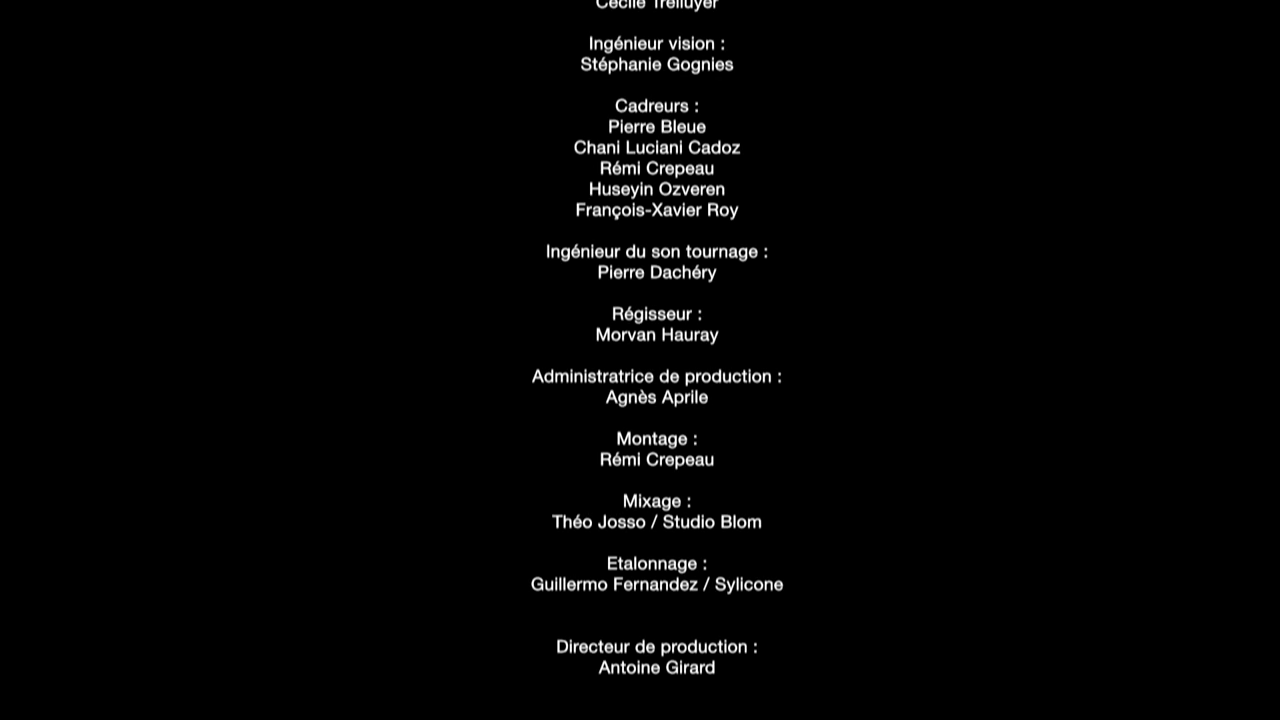 Cécile Trelluyer
Ingénieur vision :
Stéphanie Gognies
Cadreurs :
Pierre Bleue
Chani Luciani Cadoz
Rémi Crepeau
Huseyin Ozveren
François-Xavier Roy
Ingénieur du son tournage :
Pierre Dachéry
Régisseur :
Morvan Hauray
Administratrice de production :
Agnès Aprile
Montage :
Rémi Crepeau
Mixage :
Théo Josso / Studio Blom
Etalonnage :
Guillermo Fernandez / Sylicone
Directeur de production :
Antoine Girard